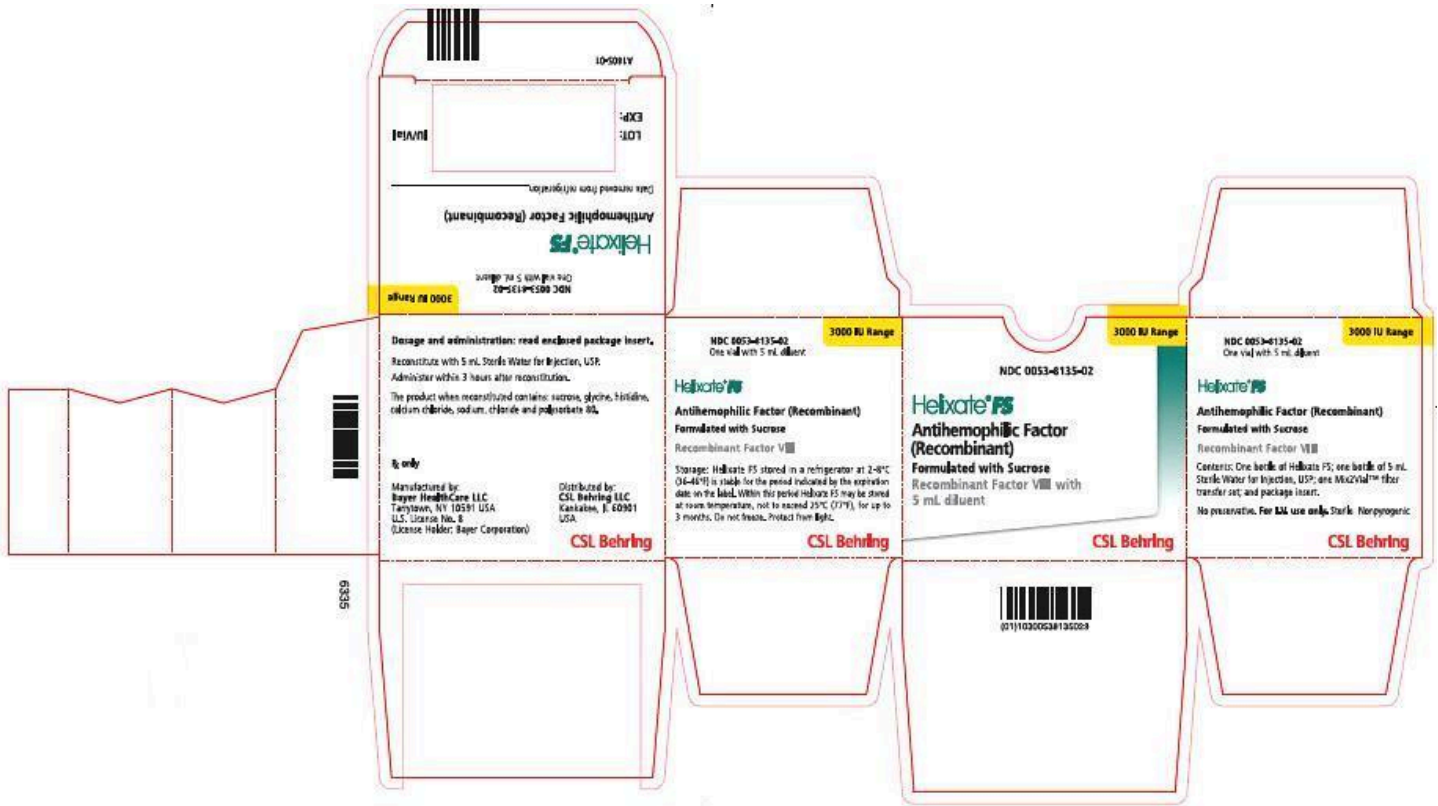 A1805-01
LOT:
EXP:
IU/Vial
Date removed from refrigeration
Antihemophilic Factor (Recombinant)
Helixate® FS
One vial with 5 mL diluent
NDC 0053-8135-02
3000 IU Range
Dosage and administration: read enclosed package insert.
Reconstitute with 5 mL Sterile Water for Injection, USP.
Administer within 3 hours after reconstitution.
The product when reconstituted contains: sucrose, glycine, histidine,
calcium chloride, sodium, chloride and polysorbate 80.
℞ only
Manufactured by:
Bayer HealthCare LLC
Tarrytown, NY 10591 USA
U.S. License No. 8
(License Holder: Bayer Corporation)
Distributed by:
CSL Behring LLC
Kankakee, IL 60901
USA
CSL Behring
6335
3000 IU Range
NDC 0053-8135-02
One vial with 5 mL diluent
Helixate® FS
Antihemophilic Factor (Recombinant)
Formulated with Sucrose
Recombinant Factor VIII
Storage: Helixate FS stored in a refrigerator at 2-8°C
(36-46°F) is stable for the period indicated by the expiration
date on the label. Within this period Helixate FS may be stored
at room temperature, not to exceed 25°C (77°F), for up to
3 months. Do not freeze. Protect from light.
CSL Behring
3000 IU Range
NDC 0053-8135-02
Helixate® FS
Antihemophilic Factor
(Recombinant)
Formulated with Sucrose
Recombinant Factor VIII with
5 mL diluent
CSL Behring
(01)10300538135029
3000 IU Range
NDC 0053-8135-02
One vial with 5 mL diluent
Helixate® FS
Antihemophilic Factor (Recombinant)
Formulated with Sucrose
Recombinant Factor VIII
Contents: One bottle of Helixate FS; one bottle of 5 mL
Sterile Water for Injection, USP; one Mix2Vial™ filter
transfer set; and package insert.
No preservative. For I.V. use only. Sterile Nonpyrogenic
CSL Behring